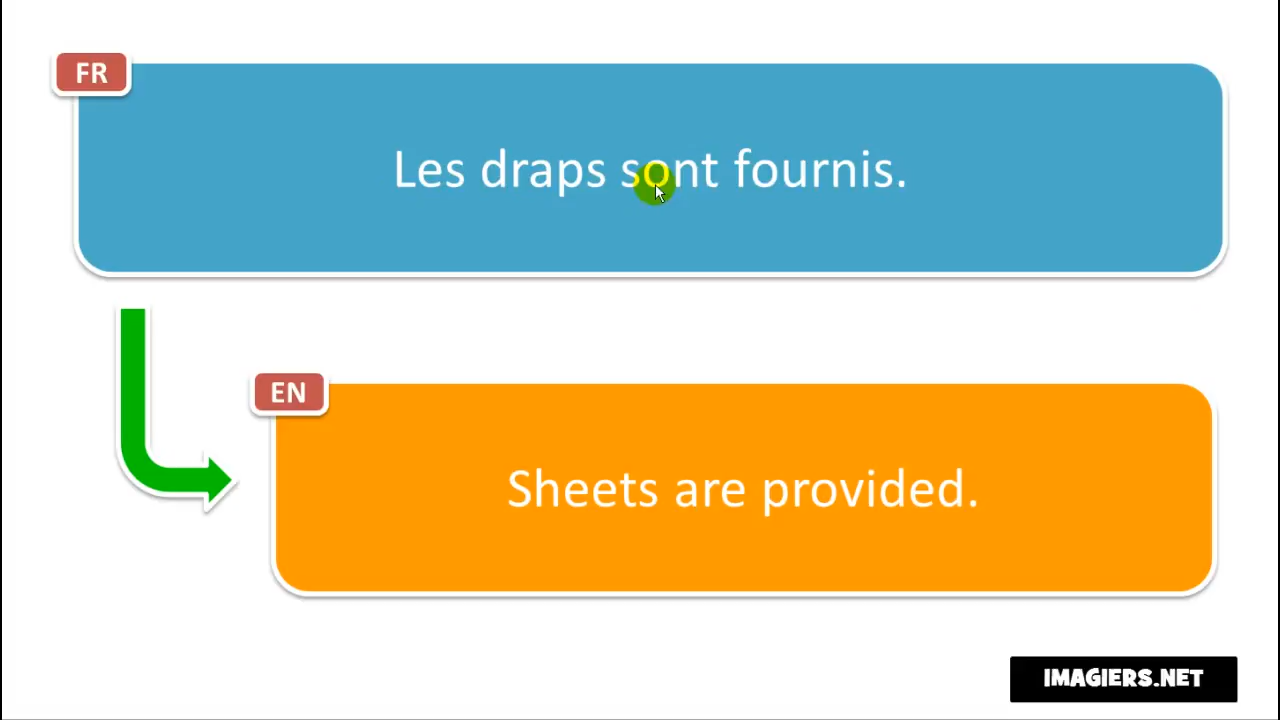 FR
Les draps sont fournis.
EN
Sheets are provided.
IMAGIERS.NET